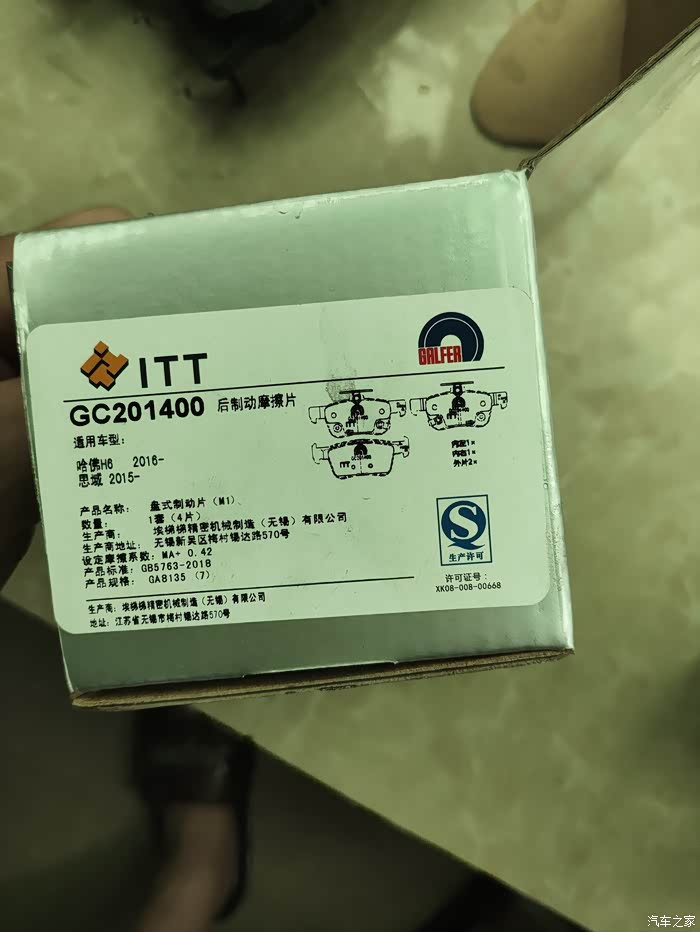 ITT
GALFER
GC201400 后制动摩擦片
适用车型:
哈佛H6 2016-
思域 2015-
GC201400
ITT
内左1×
内右1×
外片2×
产品名称: 盘式制动片 (M1)
数量: 1套 (4片)
生产商: 埃梯梯精密机械制造 (无锡) 有限公司
生产商地址: 无锡新吴区梅村锡达路570号
设定摩擦系数: MA+ 0.42
产品标准: GB5763-2018
产品规格: GA8135 (7)
S
生产许可
许可证号:
XK08-008-00668
生产商: 埃梯梯精密机械制造 (无锡) 有限公司
地址: 江苏省无锡市梅村锡达路570号
汽车之家